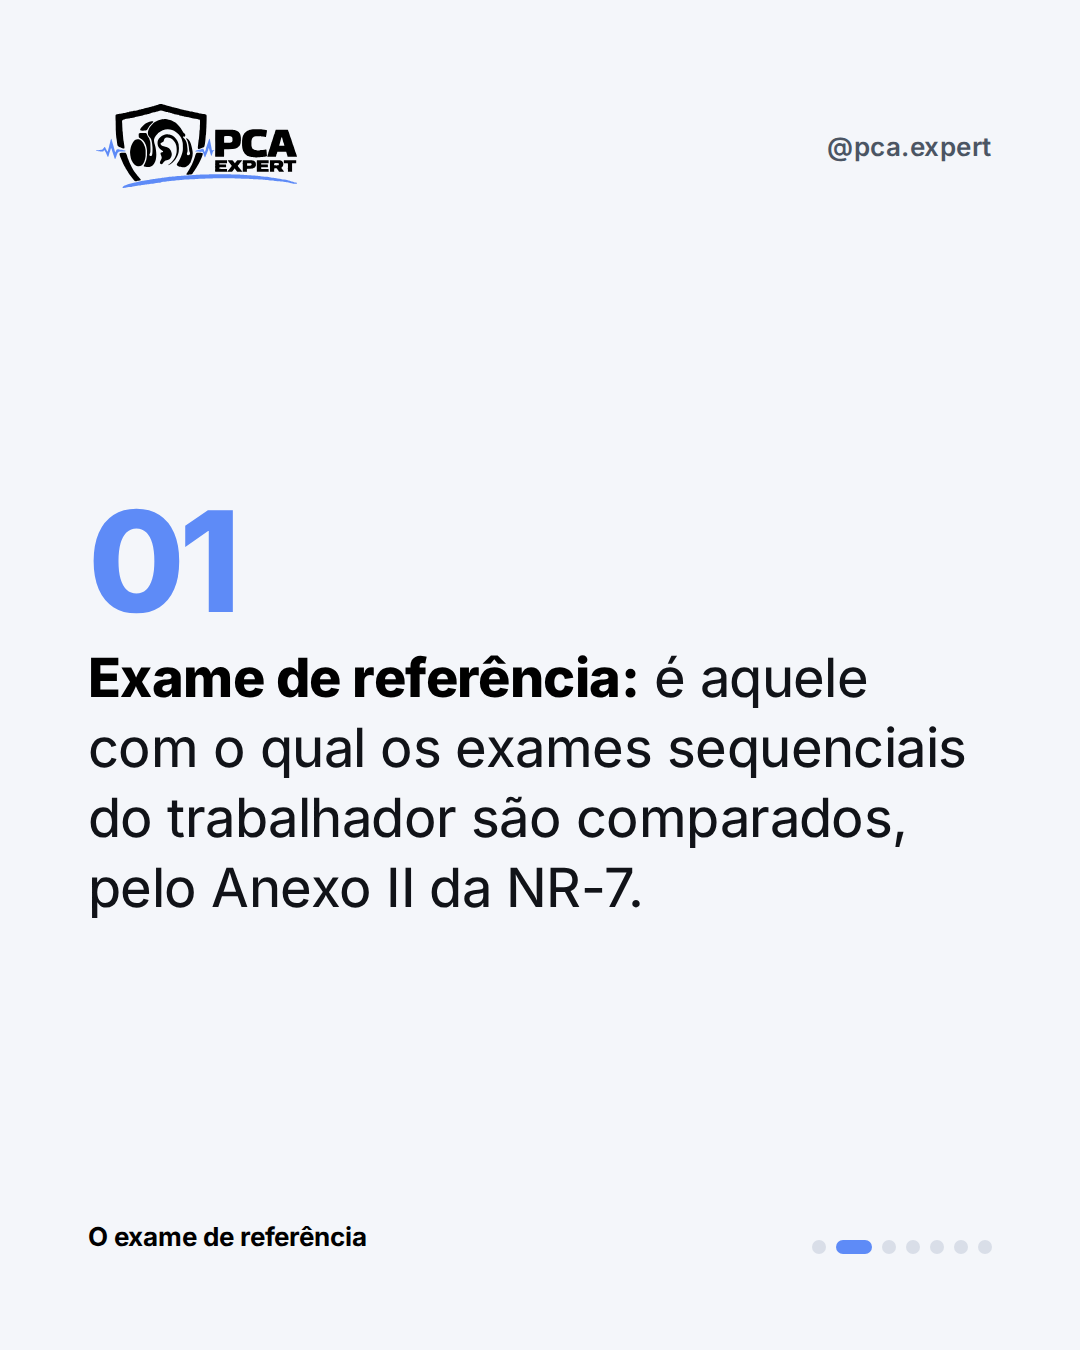 PCA
EXPERT
@pca.expert
01
Exame de referência: é aquele
com o qual os exames sequenciais
do trabalhador são comparados,
pelo Anexo II da NR-7.
O exame de referência